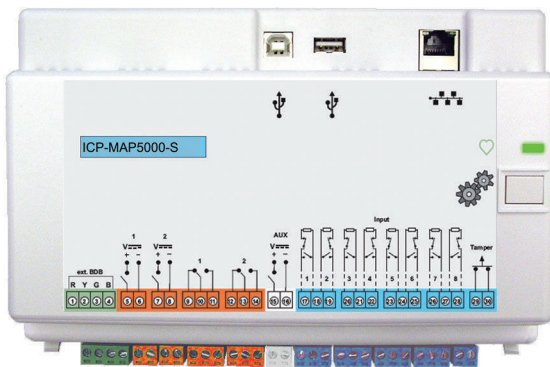 ICP-MAP5000-S
Input
1 2 AUX
V V V
+ - + - + -
1 2
ext. BDB
R Y G B
1 2 3 4 5 6 7 8
Tamper
1 2 3 4 5 6 7 8 9 10 11 12 13 14 15 16 17 18 19 20 21 22 23 24 25 26 27 28 29 30